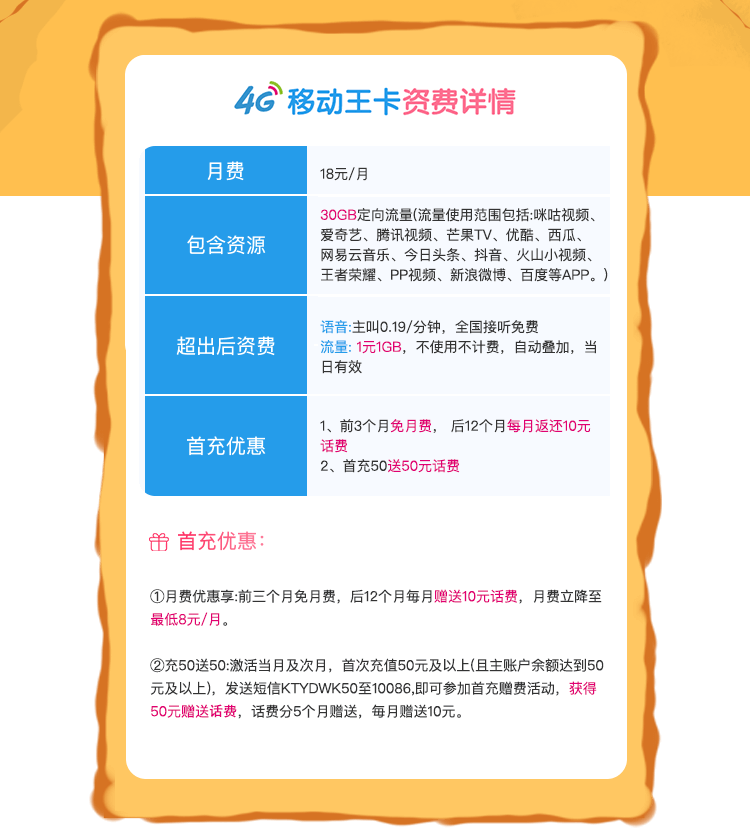 4G 移动王卡资费详情
月费
18元/月
包含资源
30GB定向流量(流量使用范围包括:咪咕视频、
爱奇艺、腾讯视频、芒果TV、优酷、西瓜、
网易云音乐、今日头条、抖音、火山小视频、
王者荣耀、PP视频、新浪微博、百度等APP。)
超出后资费
语音:主叫0.19/分钟，全国接听免费
流量: 1元1GB，不使用不计费，自动叠加，当
日有效
首充优惠
1、前3个月免月费， 后12个月每月返还10元
话费
2、首充50送50元话费
首充优惠：
①月费优惠享:前三个月免月费，后12个月每月赠送10元话费，月费立降至
最低8元/月。
②充50送50:激活当月及次月，首次充值50元及以上(且主账户余额达到50
元及以上)，发送短信KTYDWK50至10086,即可参加首充赠费活动，获得
50元赠送话费，话费分5个月赠送，每月赠送10元。